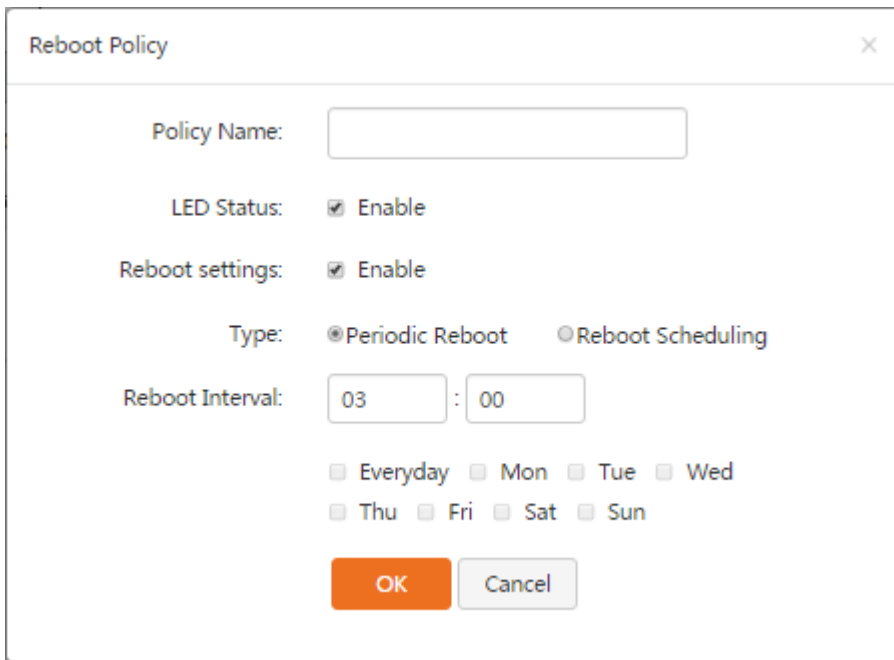 Reboot Policy
Policy Name:
LED Status: Enable
Reboot settings: Enable
Type: Periodic Reboot Reboot Scheduling
Reboot Interval: 03 : 00
Everyday Mon Tue Wed
Thu Fri Sat Sun
OK Cancel